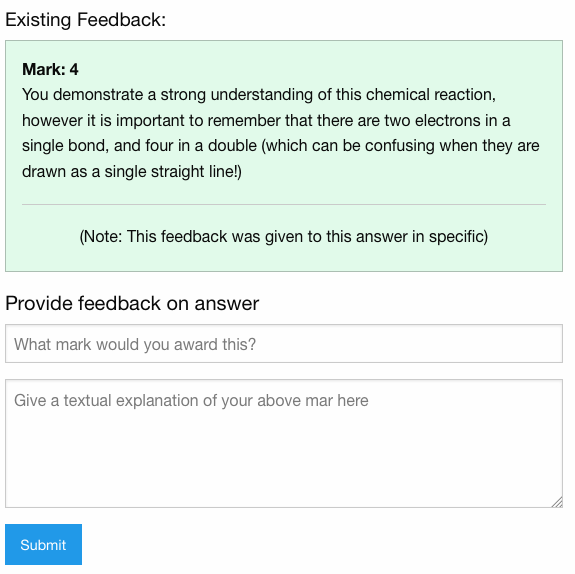 Existing Feedback:
Mark: 4
You demonstrate a strong understanding of this chemical reaction,
however it is important to remember that there are two electrons in a
single bond, and four in a double (which can be confusing when they are
drawn as a single straight line!)
(Note: This feedback was given to this answer in specific)
Provide feedback on answer
What mark would you award this?
Give a textual explanation of your above mar here
Submit